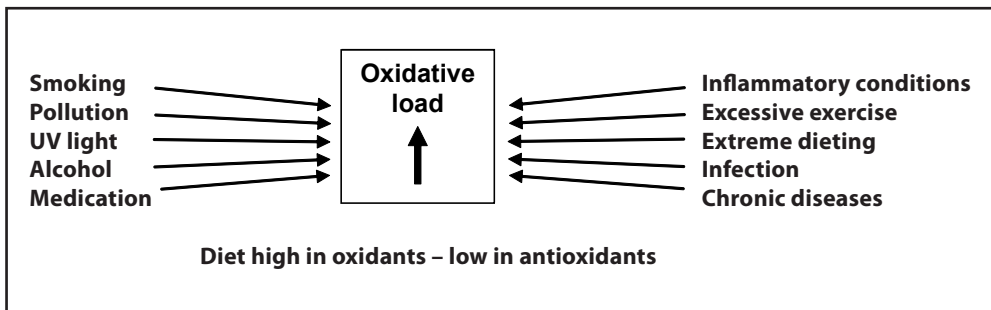 Smoking
Pollution
UV light
Alcohol
Medication
Oxidative
load
Inflammatory conditions
Excessive exercise
Extreme dieting
Infection
Chronic diseases
Diet high in oxidants – low in antioxidants